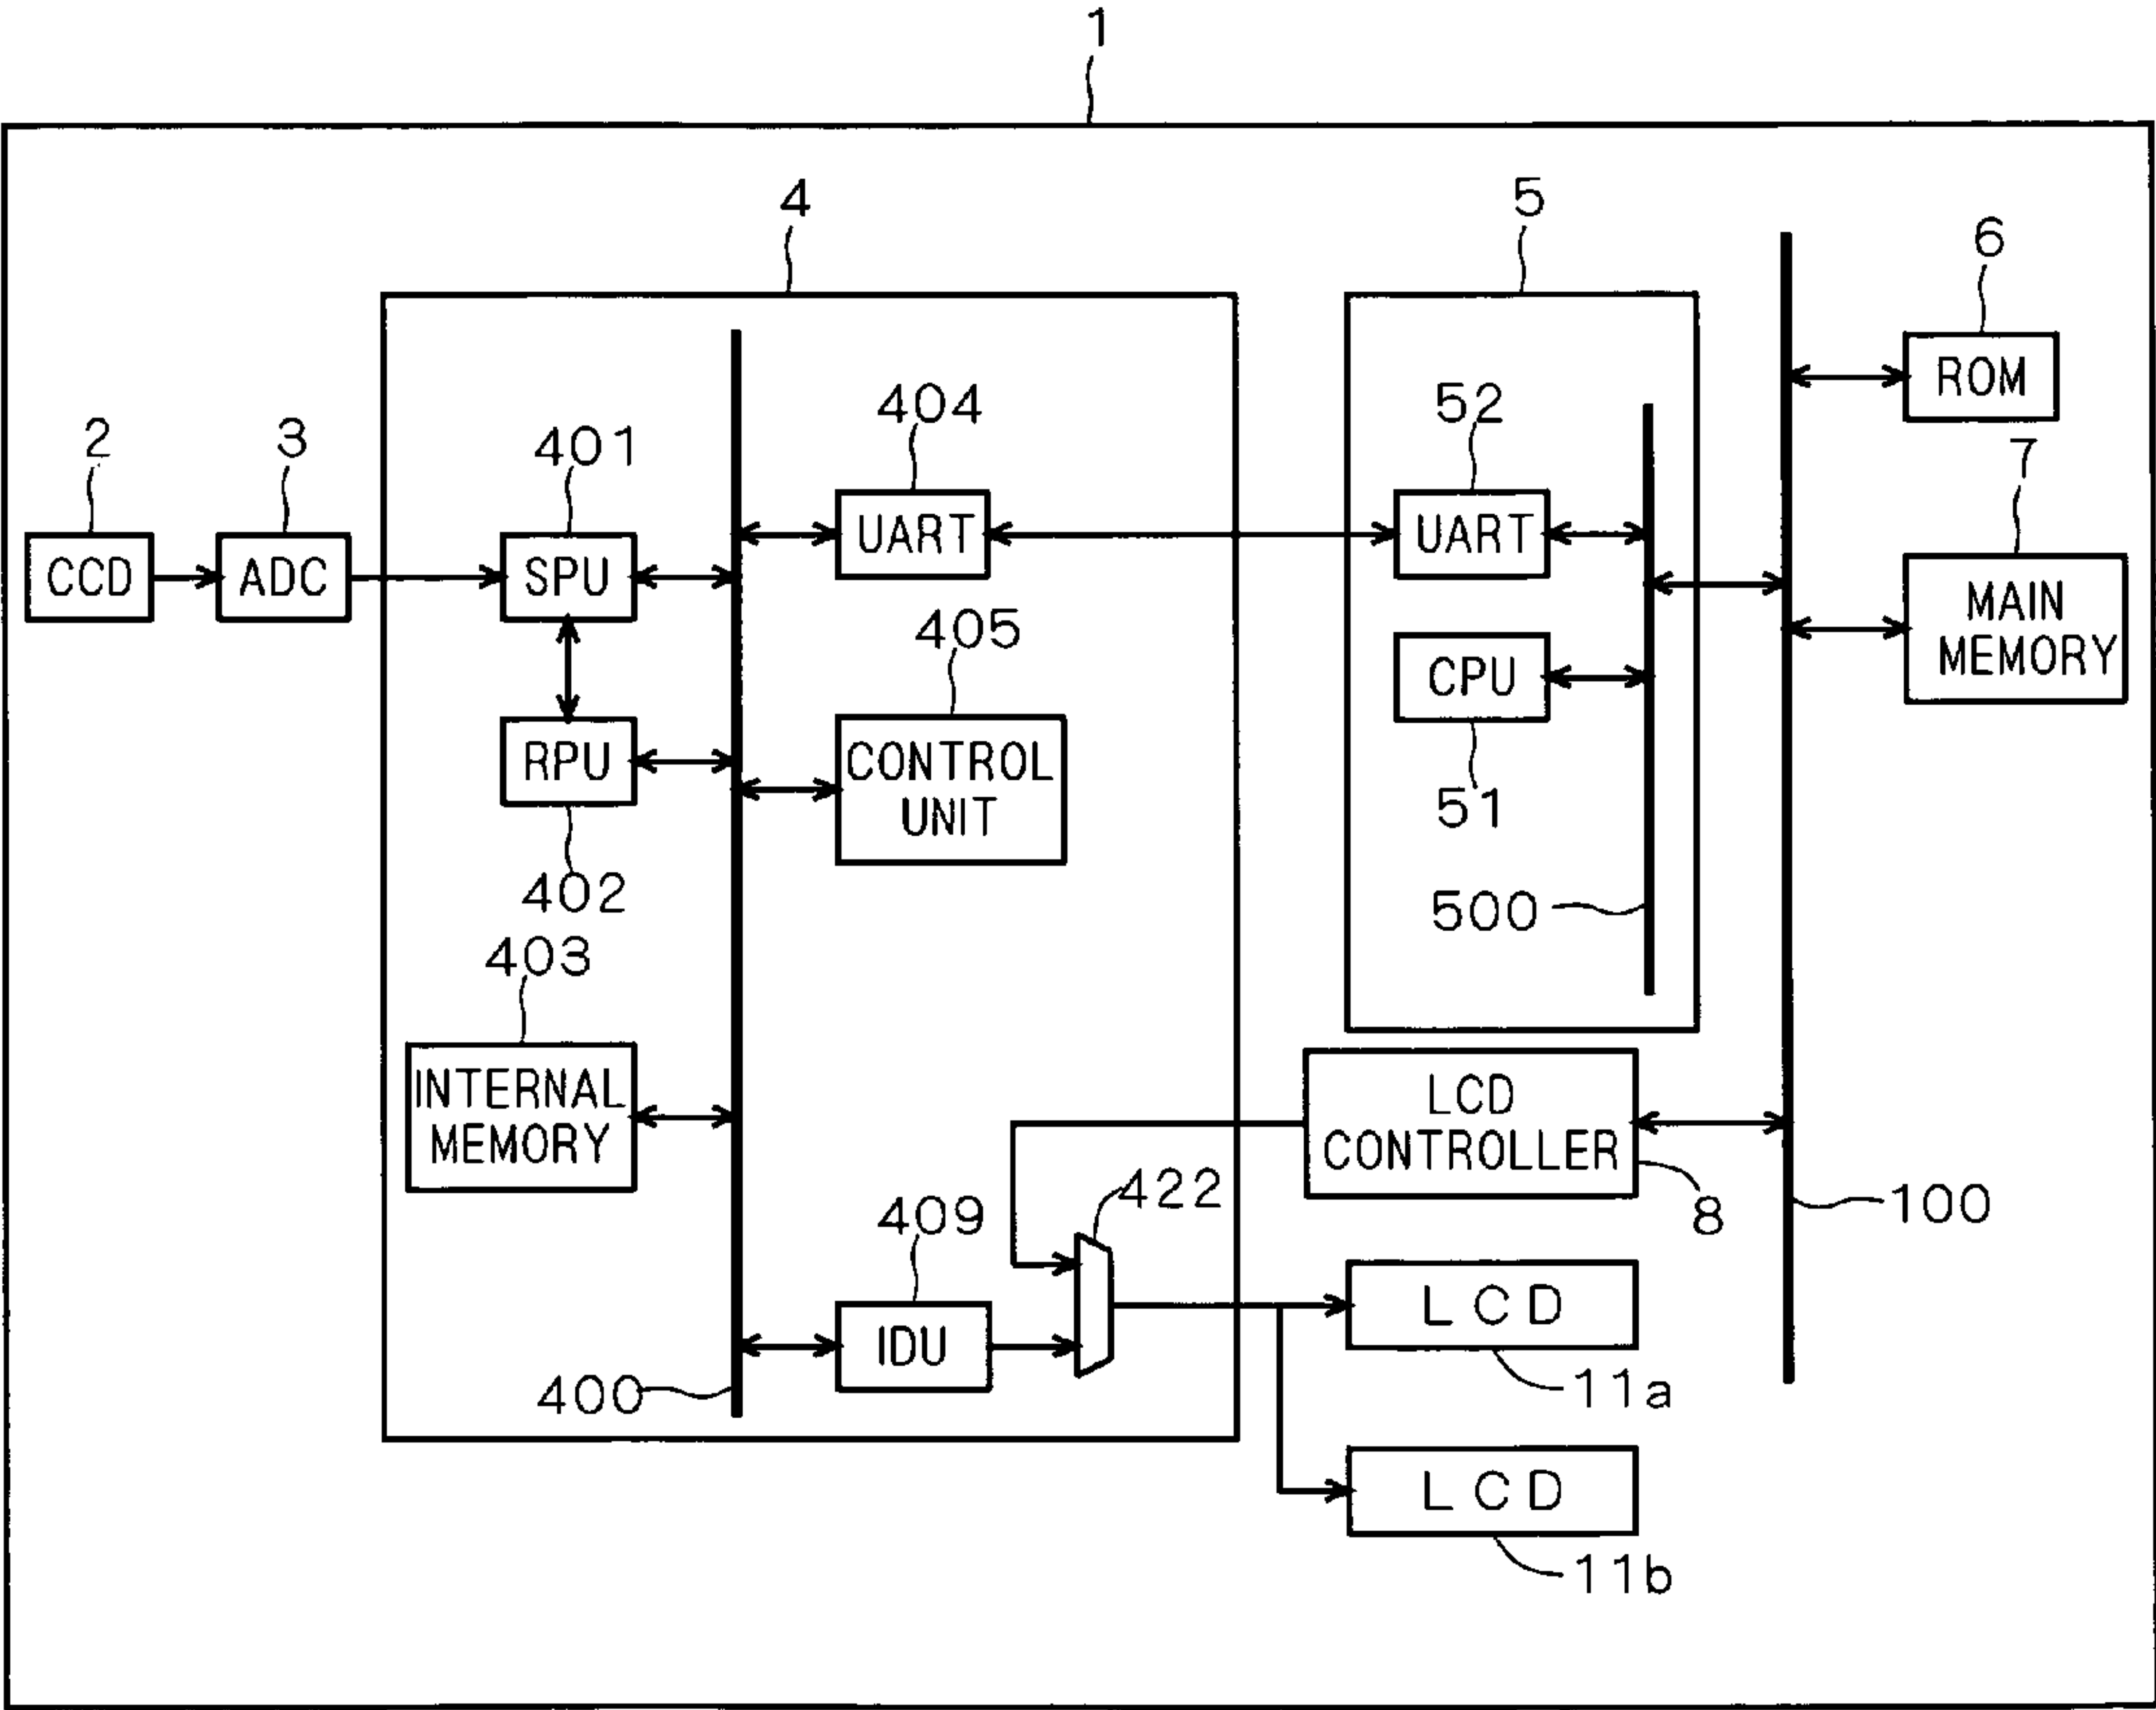 1
4
5
6
ROM
404
52
7
2
3
401
CCD
ADC
SPU
UART
UART
MAIN
MEMORY
405
CPU
RPU
CONTROL
UNIT
51
402
500
403
INTERNAL
MEMORY
LCD
CONTROLLER
422
8
100
409
LCD
IDU
400
11a
LCD
11b